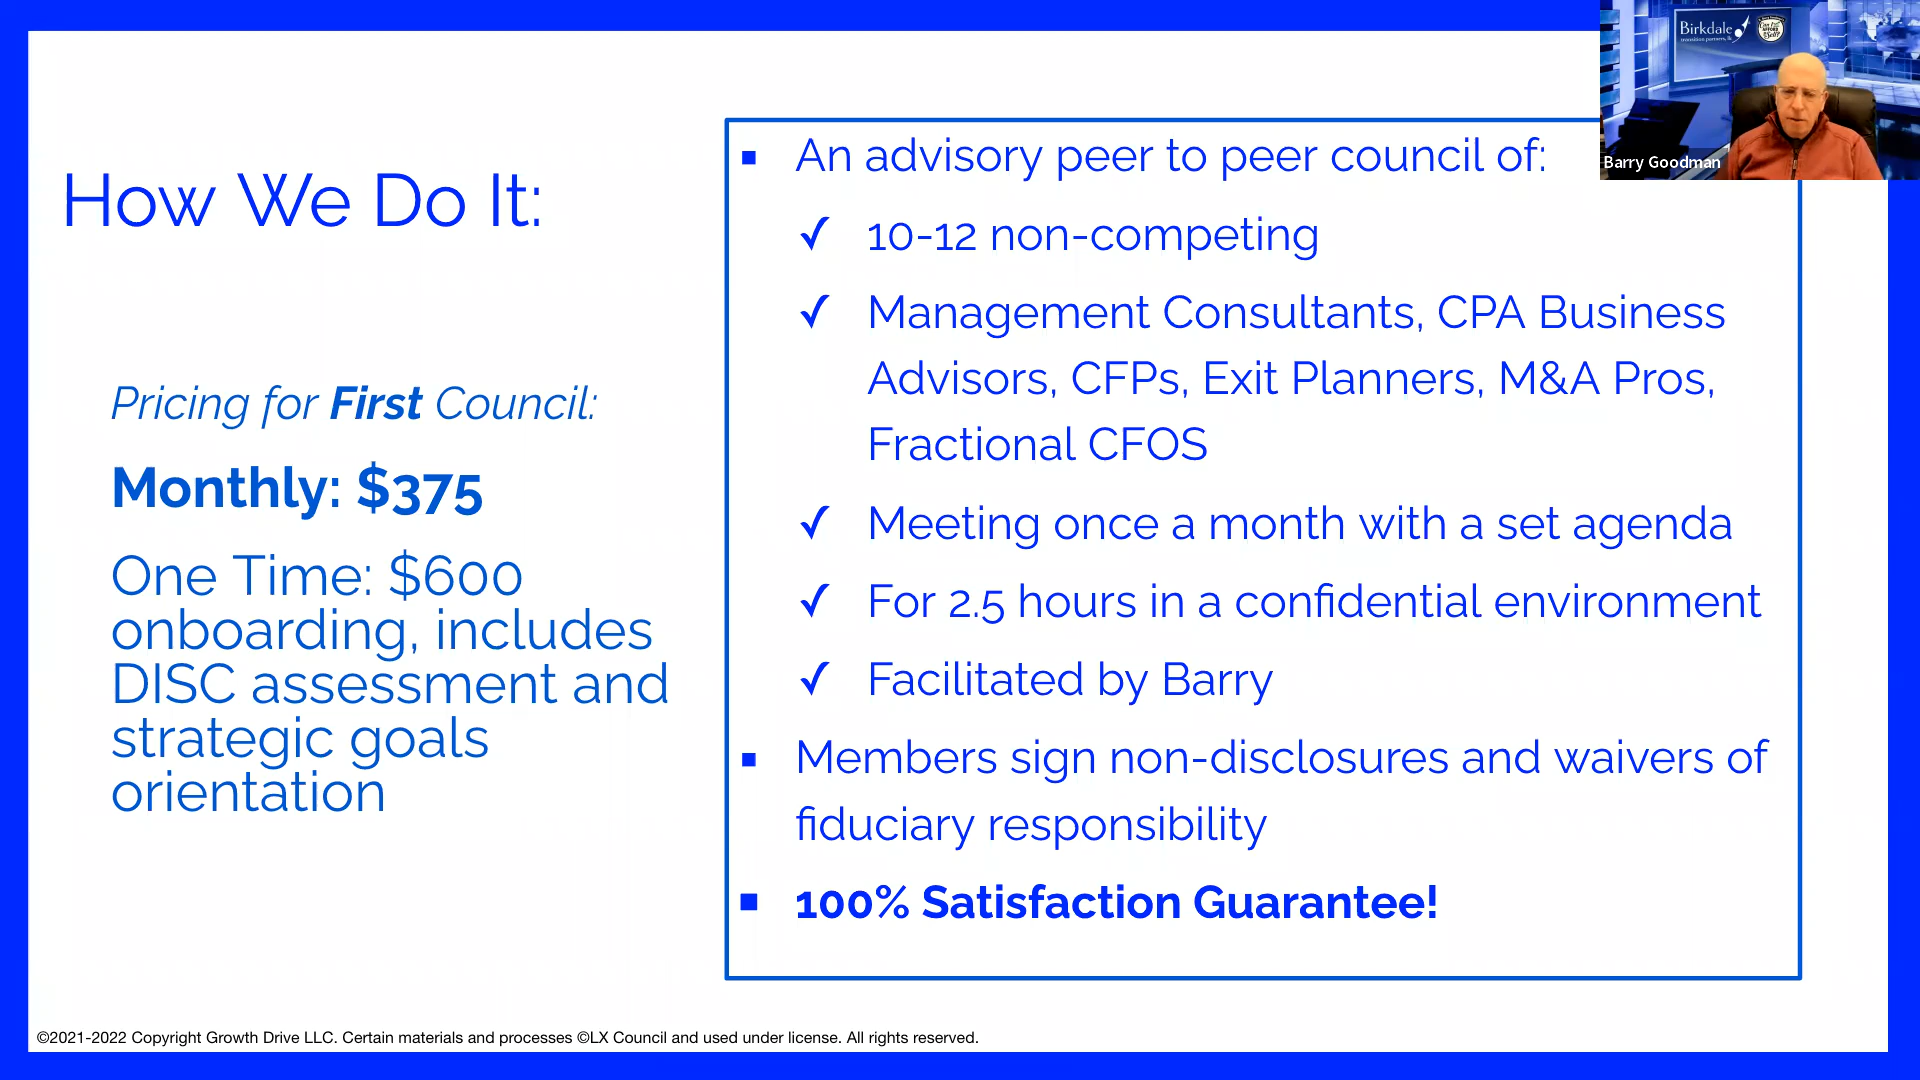 How We Do It:
Pricing for First Council:
Monthly: $375
One Time: $600
onboarding, includes
DISC assessment and
strategic goals
orientation
▪ An advisory peer to peer council of:
✓ 10-12 non-competing
✓ Management Consultants, CPA Business
Advisors, CFPs, Exit Planners, M&A Pros,
Fractional CFOS
✓ Meeting once a month with a set agenda
✓ For 2.5 hours in a confidential environment
✓ Facilitated by Barry
▪ Members sign non-disclosures and waivers of
fiduciary responsibility
▪ 100% Satisfaction Guarantee!
Birkdale
transition partners, llc
Barry Goodman
©2021-2022 Copyright Growth Drive LLC. Certain materials and processes ©LX Council and used under license. All rights reserved.